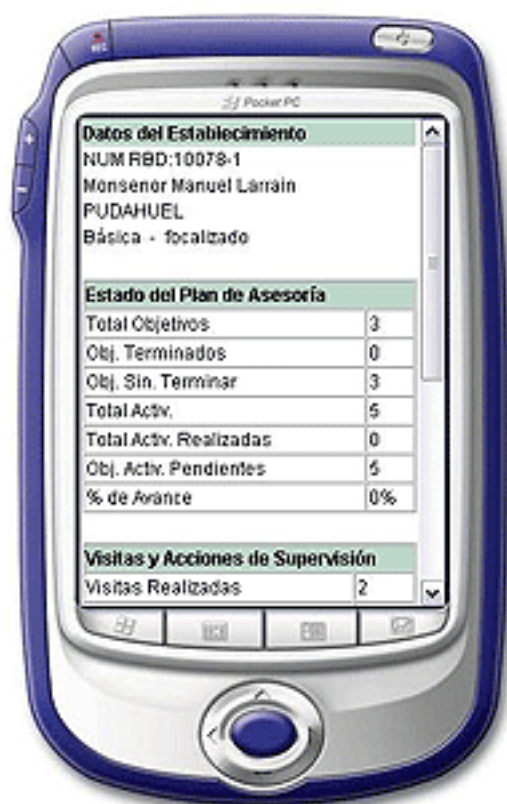 REC
Pocket PC
Datos del Establecimiento
NUM RBD:10078-1
Monsenor Manuel Larrain
PUDAHUEL
Básica - focalizado
Estado del Plan de Asesoría
Total Objetivos 3
Obj. Terminados 0
Obj. Sin. Terminar 3
Total Activ. 5
Total Activ. Realizadas 0
Obj. Activ. Pendientes 5
% de Avance 0%
Visitas y Acciones de Supervisión
Visitas Realizadas 2